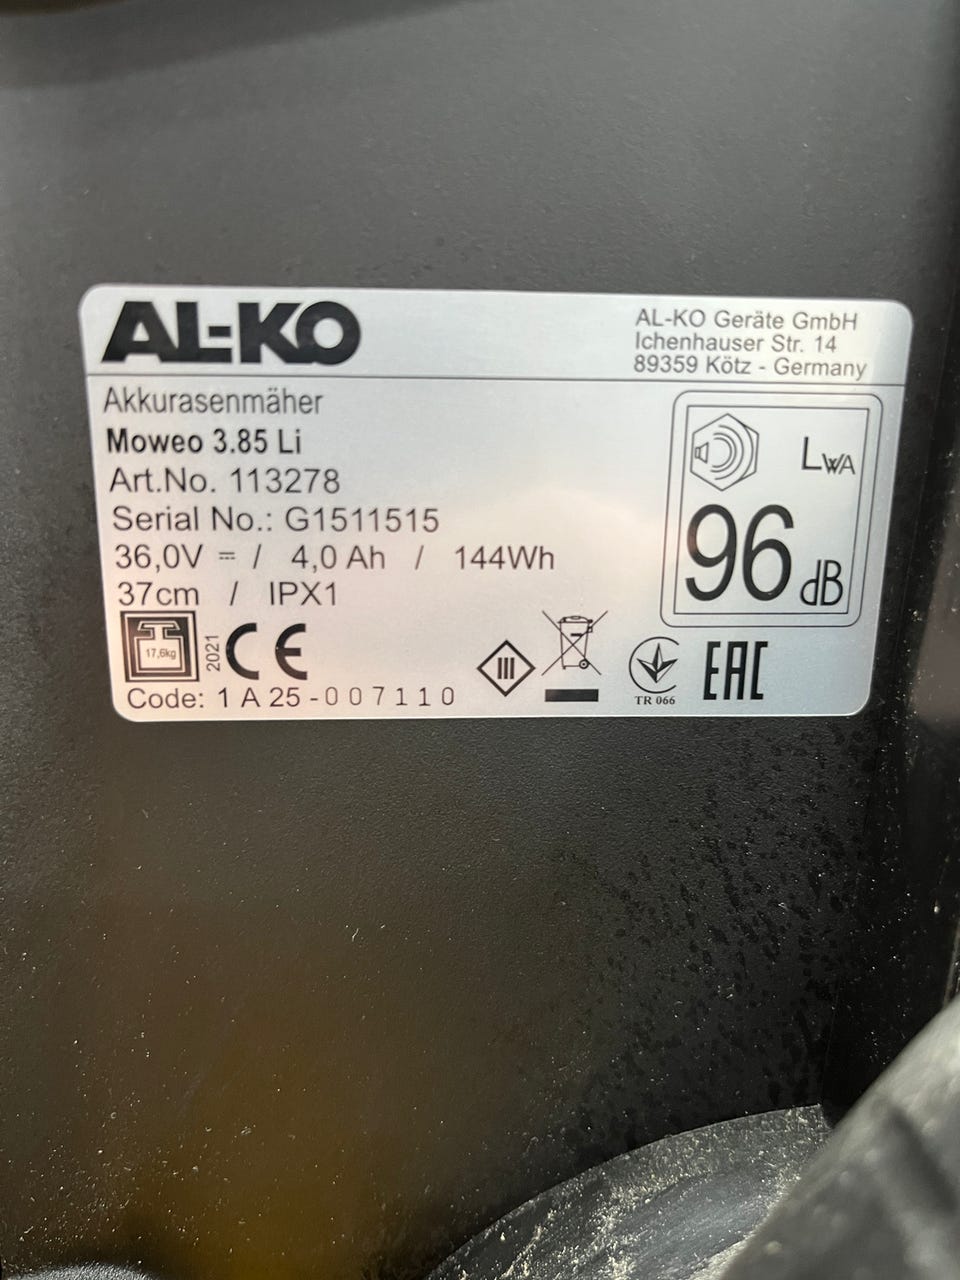 AL-KO
AL-KO Geräte GmbH
Ichenhauser Str. 14
89359 Kötz - Germany
Akkurasenmäher
Moweo 3.85 Li
Art.No. 113278
Serial No.: G1511515
36,0V ⎓ / 4,0 Ah / 144Wh
37cm / IPX1
LWA
96 dB
17,6kg
2021
CE
III
TR 066
EAC
Code: 1 A 25-007110